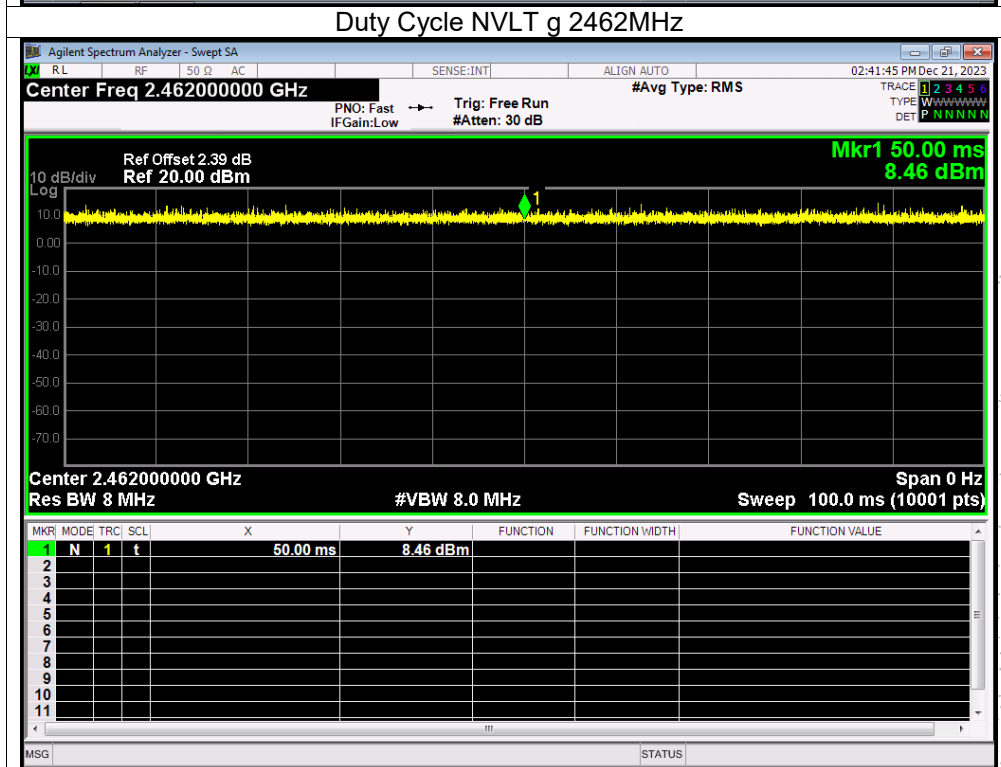 Duty Cycle NVLT g 2462MHz
Agilent Spectrum Analyzer - Swept SA
LXI RL RF 50 Ω AC SENSE:INT ALIGN AUTO 02:41:45 PM Dec 21, 2023
Center Freq 2.462000000 GHz #Avg Type: RMS TRACE 1 2 3 4 5 6
PNO: Fast Trig: Free Run TYPE WWWWWW
IFGain:Low #Atten: 30 dB DET P N N N N N
Mkr1 50.00 ms
Ref Offset 2.39 dB
10 dB/div Ref 20.00 dBm 8.46 dBm
Log
1
10.0
0.00
-10.0
-20.0
-30.0
-40.0
-50.0
-60.0
-70.0
Center 2.462000000 GHz Span 0 Hz
Res BW 8 MHz #VBW 8.0 MHz Sweep 100.0 ms (10001 pts)
MKR MODE TRC SCL X Y FUNCTION FUNCTION WIDTH FUNCTION VALUE
1 N 1 t 50.00 ms 8.46 dBm
2
3
4
5
6
7
8
9
10
11
MSG STATUS